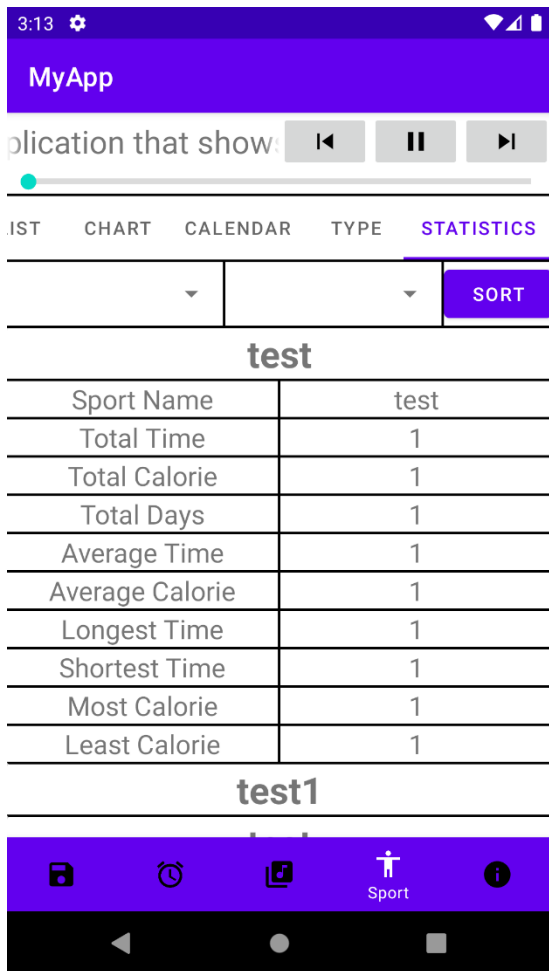 3:13
MyApp
plication that shows
IST CHART CALENDAR TYPE STATISTICS
SORT
test
Sport Name test
Total Time 1
Total Calorie 1
Total Days 1
Average Time 1
Average Calorie 1
Longest Time 1
Shortest Time 1
Most Calorie 1
Least Calorie 1
test1
Sport